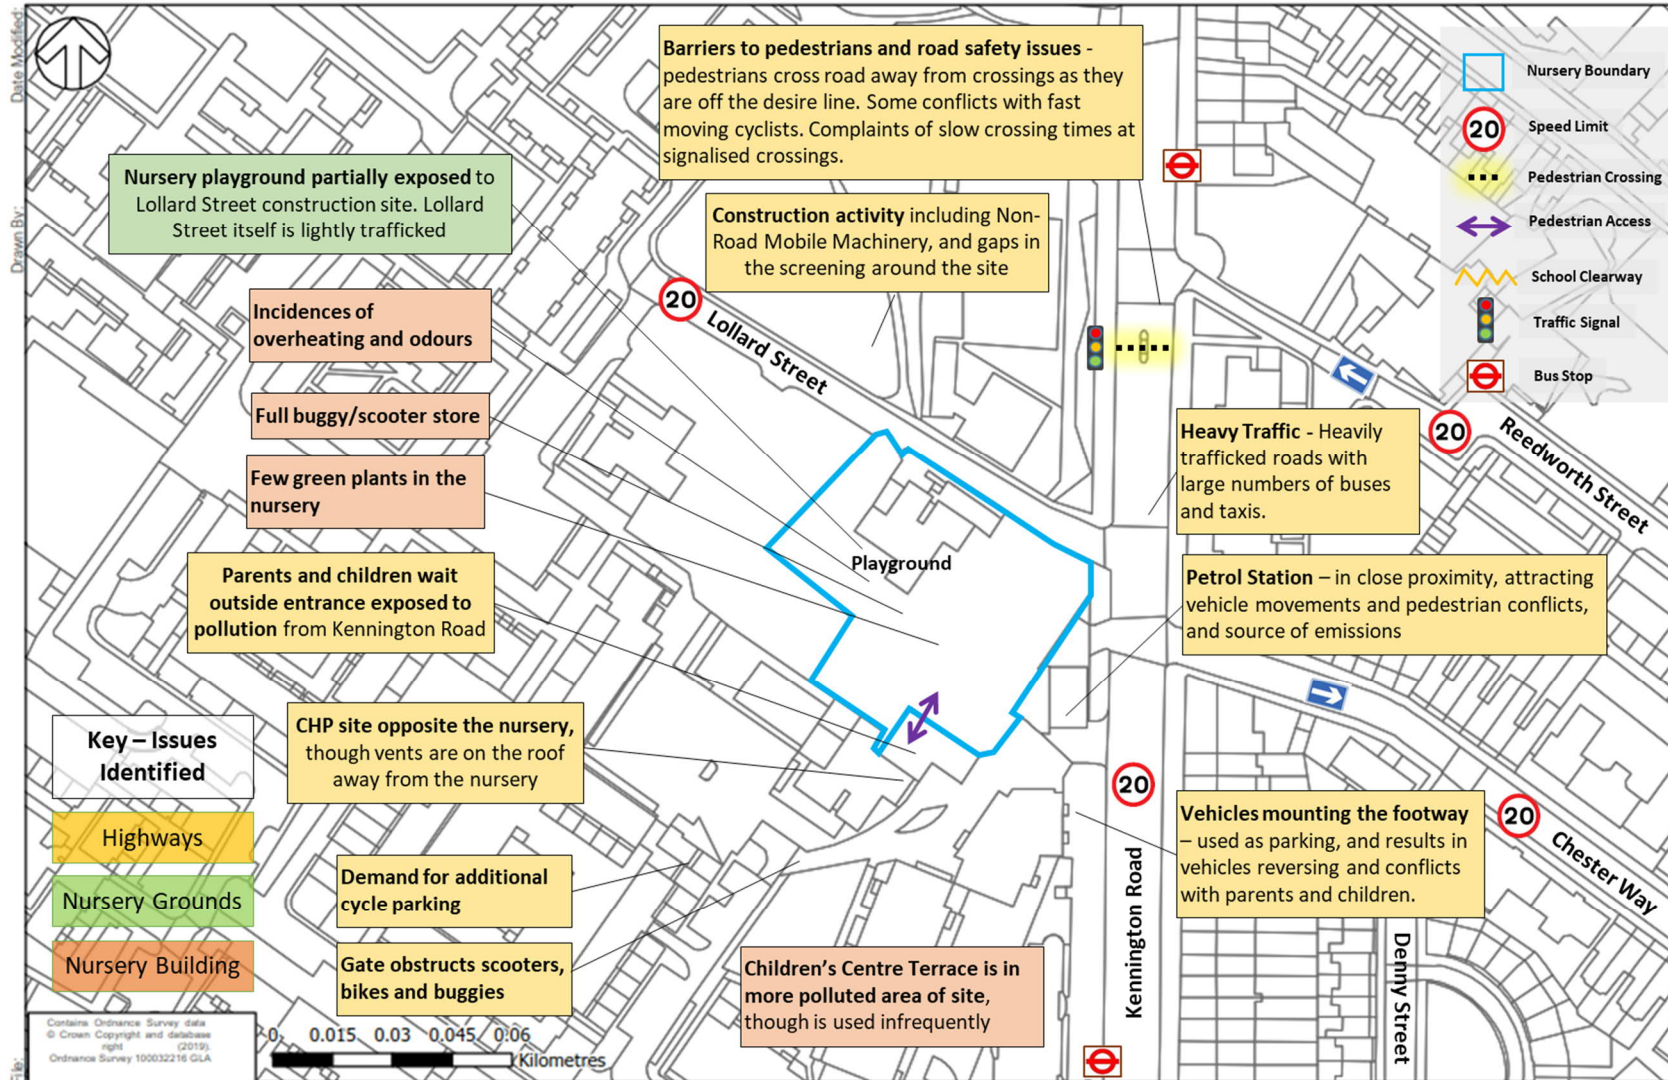 Date Modified:
Drawn By:
File:
Barriers to pedestrians and road safety issues -
pedestrians cross road away from crossings as they
are off the desire line. Some conflicts with fast
moving cyclists. Complaints of slow crossing times at
signalised crossings.
Nursery Boundary
20
Speed Limit
Pedestrian Crossing
Pedestrian Access
School Clearway
Traffic Signal
Bus Stop
Nursery playground partially exposed to
Lollard Street construction site. Lollard
Street itself is lightly trafficked
Construction activity including Non-
Road Mobile Machinery, and gaps in
the screening around the site
20
Lollard Street
Incidences of
overheating and odours
Full buggy/scooter store
Few green plants in the
nursery
Heavy Traffic - Heavily
trafficked roads with
large numbers of buses
and taxis.
20
Reedworth Street
Playground
Parents and children wait
outside entrance exposed to
pollution from Kennington Road
Petrol Station – in close proximity, attracting
vehicle movements and pedestrian conflicts,
and source of emissions
Key – Issues
Identified
Highways
Nursery Grounds
Nursery Building
CHP site opposite the nursery,
though vents are on the roof
away from the nursery
20
Kennington Road
Vehicles mounting the footway
– used as parking, and results in
vehicles reversing and conflicts
with parents and children.
20
Chester Way
Denny Street
Demand for additional
cycle parking
Gate obstructs scooters,
bikes and buggies
Children's Centre Terrace is in
more polluted area of site,
though is used infrequently
Contains Ordnance Survey data
© Crown Copyright and database
right (2019).
Ordnance Survey 100032216 GLA
0 0.015 0.03 0.045 0.06
Kilometres